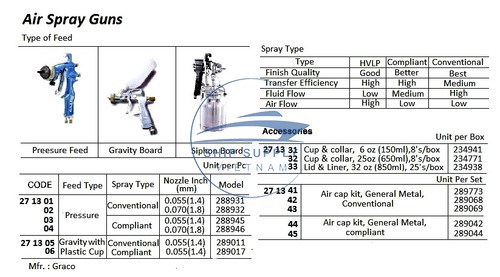 Air Spray Guns
Type of Feed
Preesure Feed Gravity Board Siphon Board
Unit per Pc
CODE Feed Type Spray Type Nozzle Inch (mm) Model
27 13 01 Pressure Conventional 0.055(1.4) 288931
02 0.070(1.8) 288932
03 Compliant 0.055(1.4) 288945
04 0.070(1.8) 288946
27 13 05 Gravity with Conventional 0.055(1.4) 289011
06 Plastic Cup Compliant 0.055(1.4) 289017
Mfr. : Graco
Spray Type
Type HVLP Compliant Conventional
Finish Quality Good Better Best
Transfer Efficiency High High Medium
Fluid Flow Low Medium High
Air Flow High Low Low
Accessories
Unit per Box
27 13 31 Cup & collar, 6 oz (150ml),8's/box 234941
32 Cup & collar, 25oz (650ml),8's/box 234771
33 Lid & Liner, 32 oz (850ml), 25's/box 234938
Unit Per Set
27 13 41 Air cap kit, General Metal, 289773
42 Conventional 289068
43 289069
44 Air cap kit, General Metal, 289042
45 compliant 289044
SHIP SUPPLY
VIETNAM